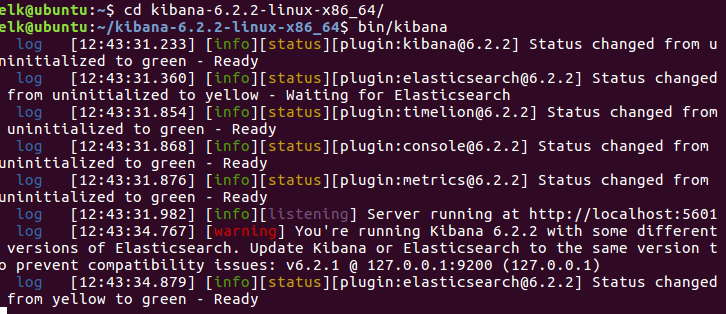 elk@ubuntu:~$ cd kibana-6.2.2-linux-x86_64/
elk@ubuntu:~/kibana-6.2.2-linux-x86_64$ bin/kibana
log [12:43:31.233] [info][status][plugin:kibana@6.2.2] Status changed from u
ninitialized to green - Ready
log [12:43:31.360] [info][status][plugin:elasticsearch@6.2.2] Status changed
from uninitialized to yellow - Waiting for Elasticsearch
log [12:43:31.854] [info][status][plugin:timelion@6.2.2] Status changed from
uninitialized to green - Ready
log [12:43:31.868] [info][status][plugin:console@6.2.2] Status changed from
uninitialized to green - Ready
log [12:43:31.876] [info][status][plugin:metrics@6.2.2] Status changed from
uninitialized to green - Ready
log [12:43:31.982] [info][listening] Server running at http://localhost:5601
log [12:43:34.767] [warning] You're running Kibana 6.2.2 with some different
versions of Elasticsearch. Update Kibana or Elasticsearch to the same version t
o prevent compatibility issues: v6.2.1 @ 127.0.0.1:9200 (127.0.0.1)
log [12:43:34.879] [info][status][plugin:elasticsearch@6.2.2] Status changed
from yellow to green - Ready